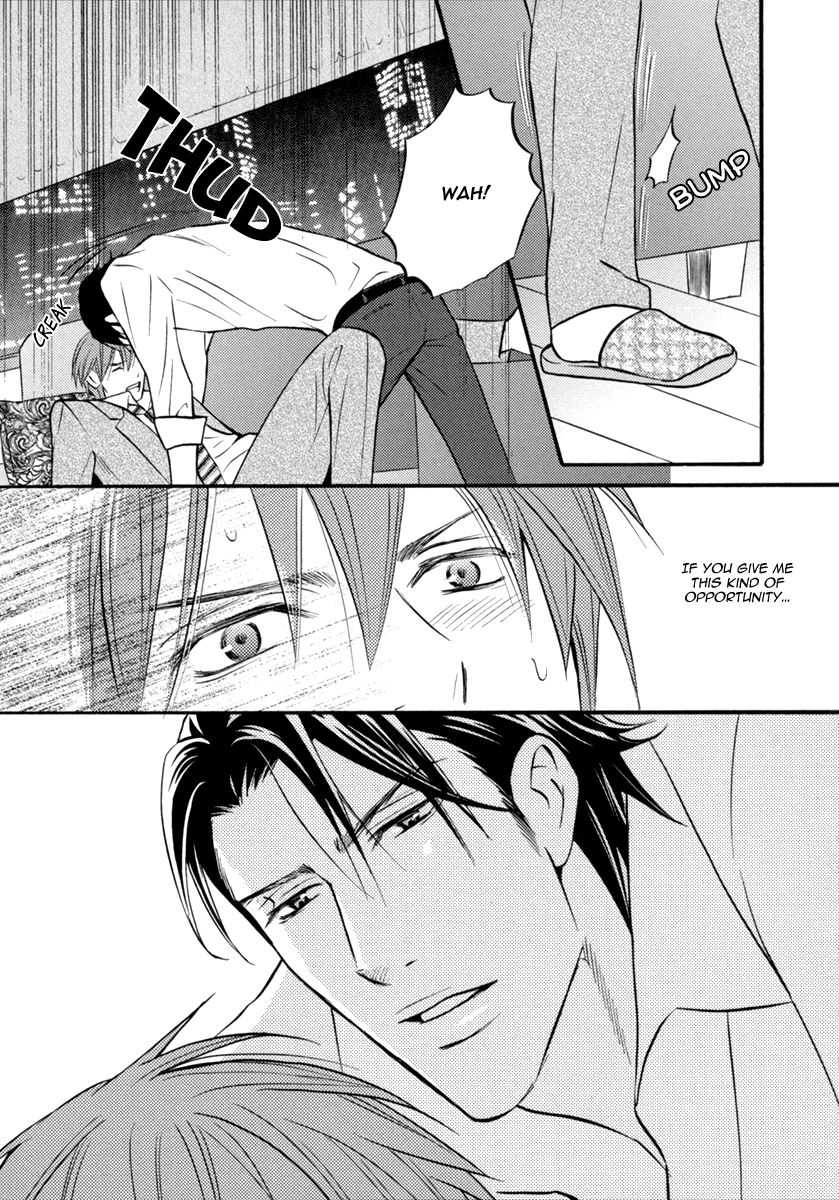 BUMP
WAH!
THUD
CREAK
IF YOU GIVE ME
THIS KIND OF
OPPORTUNITY...